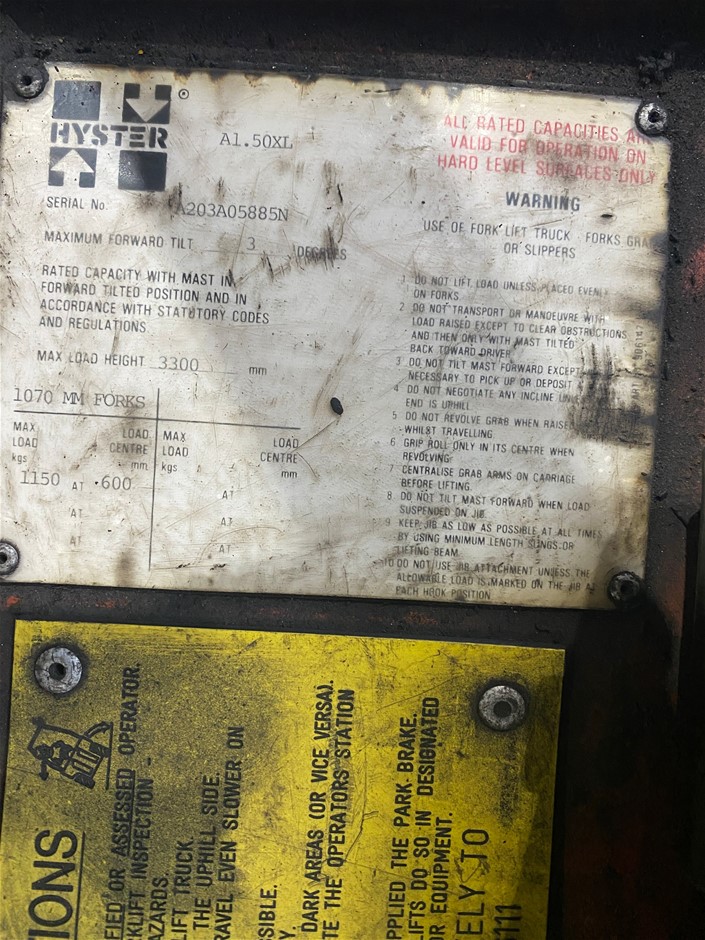 HYSTER
®
A1.50XL
ALL RATED CAPACITIES
VALID FOR OPERATION ON
HARD LEVEL SURFACES ONLY
SERIAL No. A203A05885N
MAXIMUM FORWARD TILT 3 DEGREES
RATED CAPACITY WITH MAST IN
FORWARD TILTED POSITION AND IN
ACCORDANCE WITH STATUTORY CODES
AND REGULATIONS
MAX LOAD HEIGHT 3300 mm
1070 MM FORKS
MAX LOAD
LOAD CENTRE
kgs mm
1150 AT 600
AT
AT
MAX LOAD
LOAD CENTRE
kgs mm
AT
AT
AT
WARNING
USE OF FORK LIFT TRUCK - FORKS
OR SLIPPERS
1 DO NOT LIFT LOAD UNLESS PLACED EVENLY
ON FORKS
2 DO NOT TRANSPORT OR MANOEUVRE WITH
LOAD RAISED EXCEPT TO CLEAR OBSTRUCTIONS
AND THEN ONLY WITH MAST TILTED
BACK TOWARD DRIVER
3 DO NOT TILT MAST FORWARD EXCEPT
NECESSARY TO PICK UP OR DEPOSIT
4 DO NOT NEGOTIATE ANY INCLINE
END IS UPHILL
5 DO NOT REVOLVE GRAB WHEN RAISED
WHILST TRAVELLING.
6 GRIP ROLL ONLY IN ITS CENTRE WHEN
REVOLVING
7 CENTRALISE GRAB ARMS ON CARRIAGE
BEFORE LIFTING.
8 DO NOT TILT MAST FORWARD WHEN LOAD
SUSPENDED ON JIB
9 KEEP JIB AS LOW AS POSSIBLE AT ALL TIMES
BY USING MINIMUM LENGTH SLINGS OR
LIFTING BEAM.
10 DO NOT USE JIB ATTACHMENT UNLESS THE
ALLOWABLE LOAD IS MARKED ON THE JIB AT
EACH HOOK POSITION
TIONS
FIED OR ASSESSED OPERATOR.
KLIFT INSPECTION -
AZARDS.
LIFT TRUCK
THE UPHILL SIDE.
RAVEL EVEN SLOWER ON
SSIBLE.
Y.
DARK AREAS (OR VICE VERSA).
TE THE OPERATORS STATION
PPLIED THE PARK BRAKE.
LIFTS DO SO IN DESIGNATED
OR EQUIPMENT.
ELY TO
111